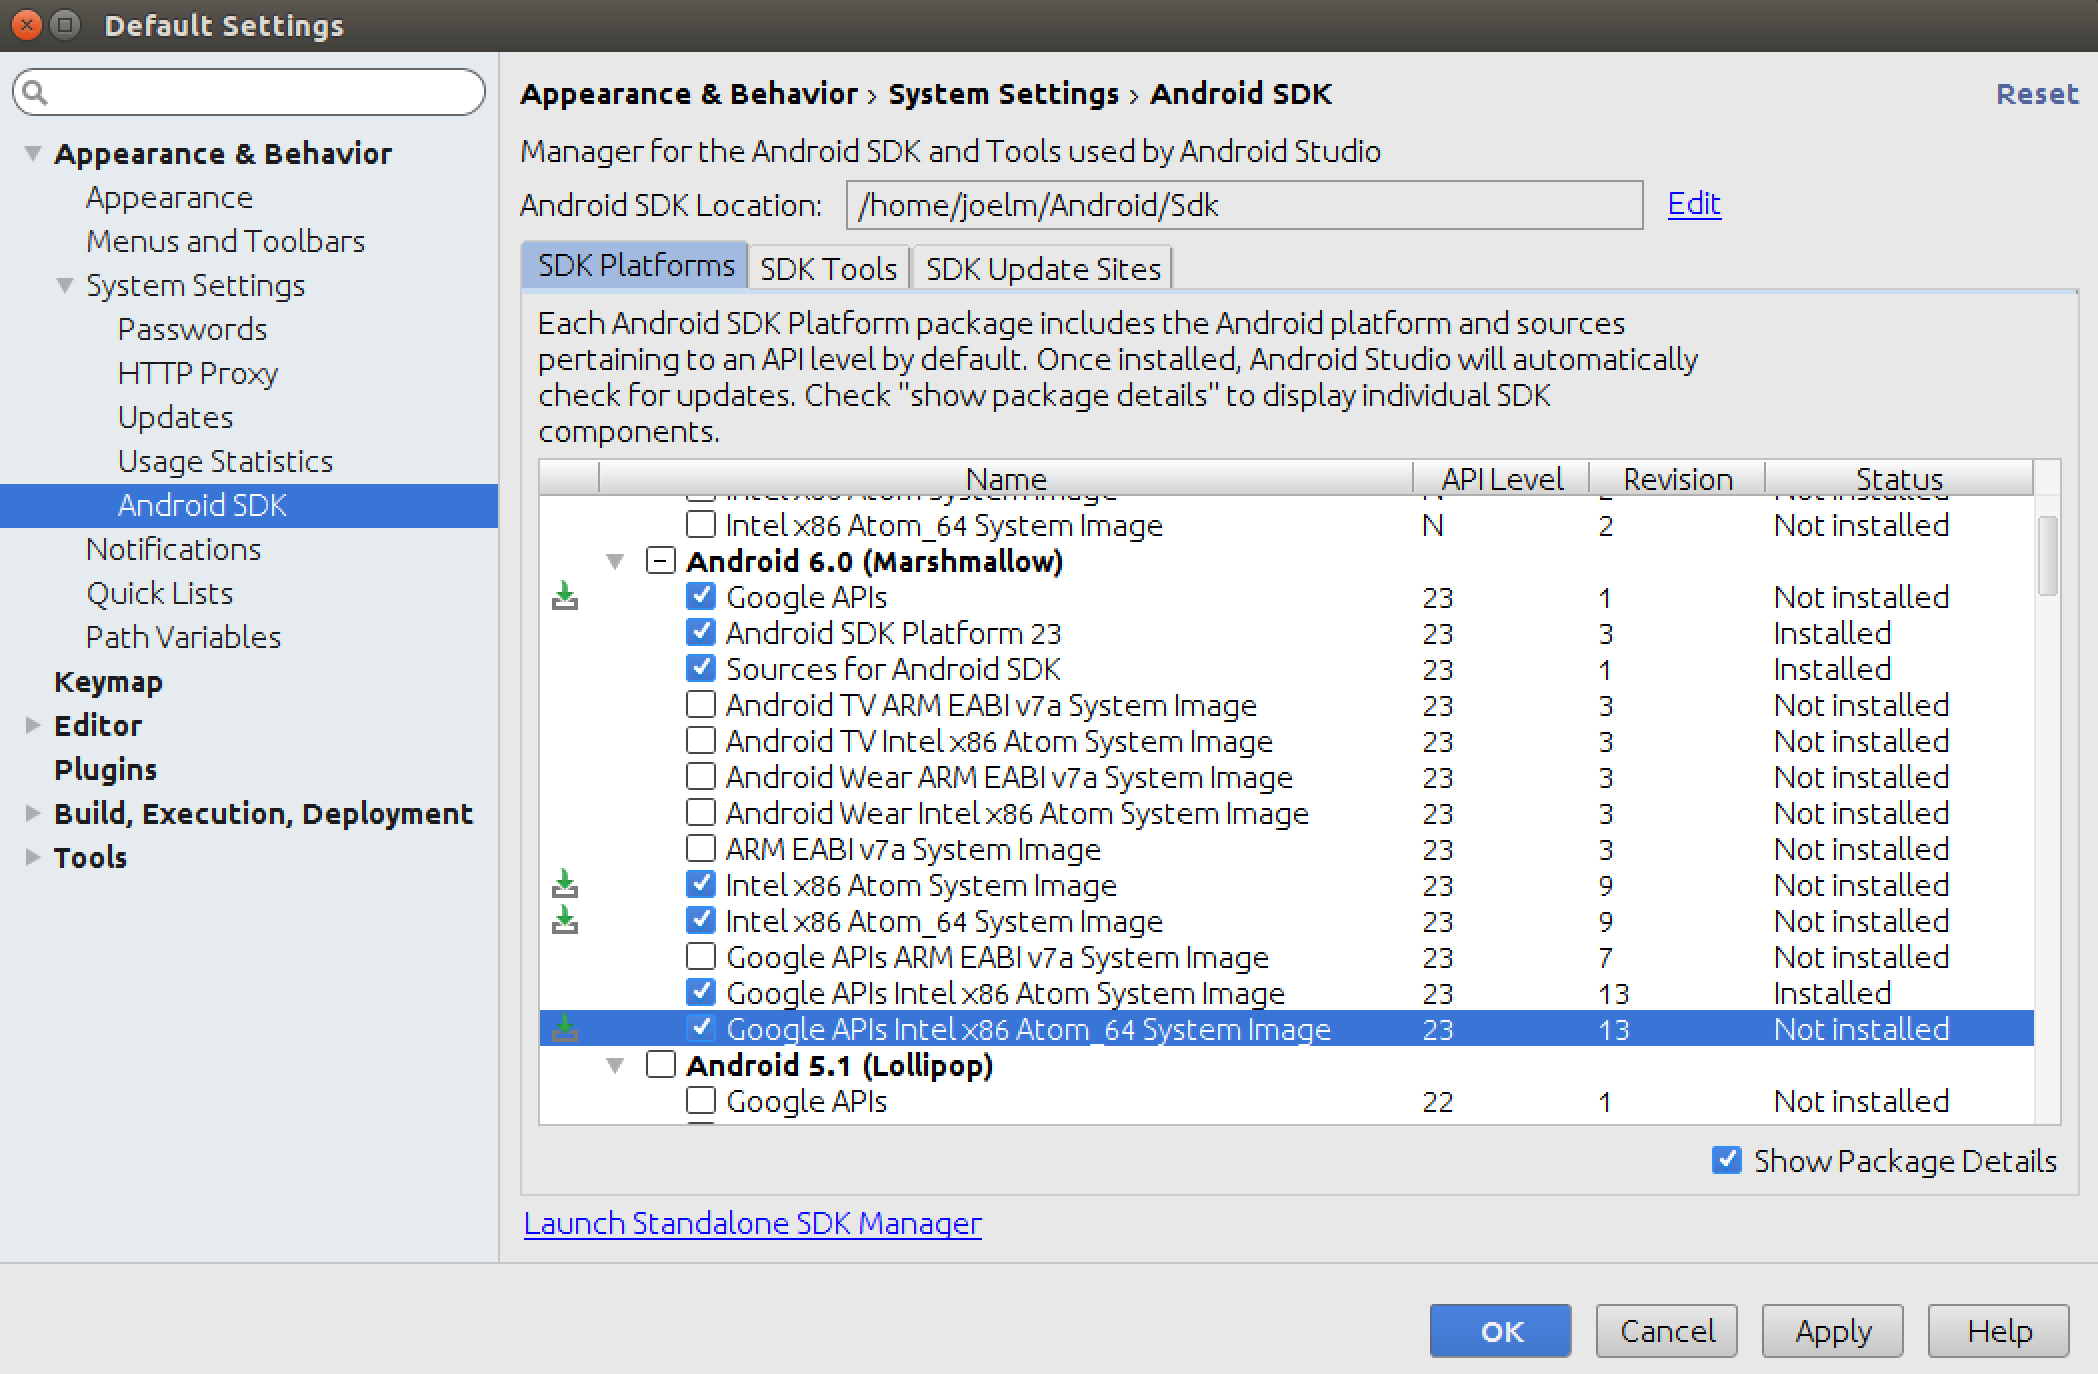 Default Settings
Appearance & Behavior › System Settings › Android SDK
Reset
Appearance & Behavior
Appearance
Menus and Toolbars
System Settings
Passwords
HTTP Proxy
Updates
Usage Statistics
Android SDK
Notifications
Quick Lists
Path Variables
Keymap
Editor
Plugins
Build, Execution, Deployment
Tools
Manager for the Android SDK and Tools used by Android Studio
Android SDK Location: /home/joelm/Android/Sdk Edit
SDK Platforms SDK Tools SDK Update Sites
Each Android SDK Platform package includes the Android platform and sources
pertaining to an API level by default. Once installed, Android Studio will automatically
check for updates. Check "show package details" to display individual SDK
components.
Name API Level Revision Status
Intel x86 Atom System Image N 2 Not installed
Intel x86 Atom_64 System Image N 2 Not installed
Android 6.0 (Marshmallow)
Google APIs 23 1 Not installed
Android SDK Platform 23 23 3 Installed
Sources for Android SDK 23 1 Installed
Android TV ARM EABI v7a System Image 23 3 Not installed
Android TV Intel x86 Atom System Image 23 3 Not installed
Android Wear ARM EABI v7a System Image 23 3 Not installed
Android Wear Intel x86 Atom System Image 23 3 Not installed
ARM EABI v7a System Image 23 3 Not installed
Intel x86 Atom System Image 23 9 Not installed
Intel x86 Atom_64 System Image 23 9 Not installed
Google APIs ARM EABI v7a System Image 23 7 Not installed
Google APIs Intel x86 Atom System Image 23 13 Installed
Google APIs Intel x86 Atom_64 System Image 23 13 Not installed
Android 5.1 (Lollipop)
Google APIs 22 1 Not installed
Show Package Details
Launch Standalone SDK Manager
OK Cancel Apply Help